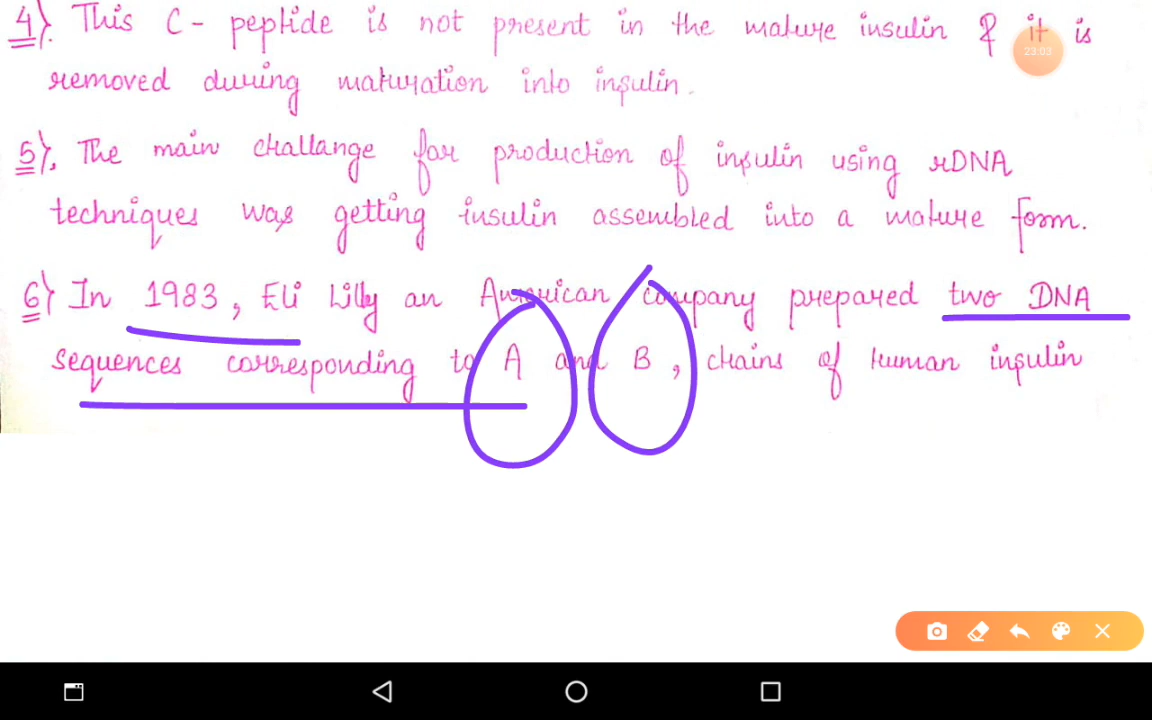 4). This C - peptide is not present in the mature insulin & it is
23:03
removed during maturation into insulin.
5). The main challange for production of insulin using rDNA
techniques was getting insulin assembled into a mature form.
6) In 1983, Eli Lilly an American company prepared two DNA
sequences corresponding to A and B, chains of human insulin